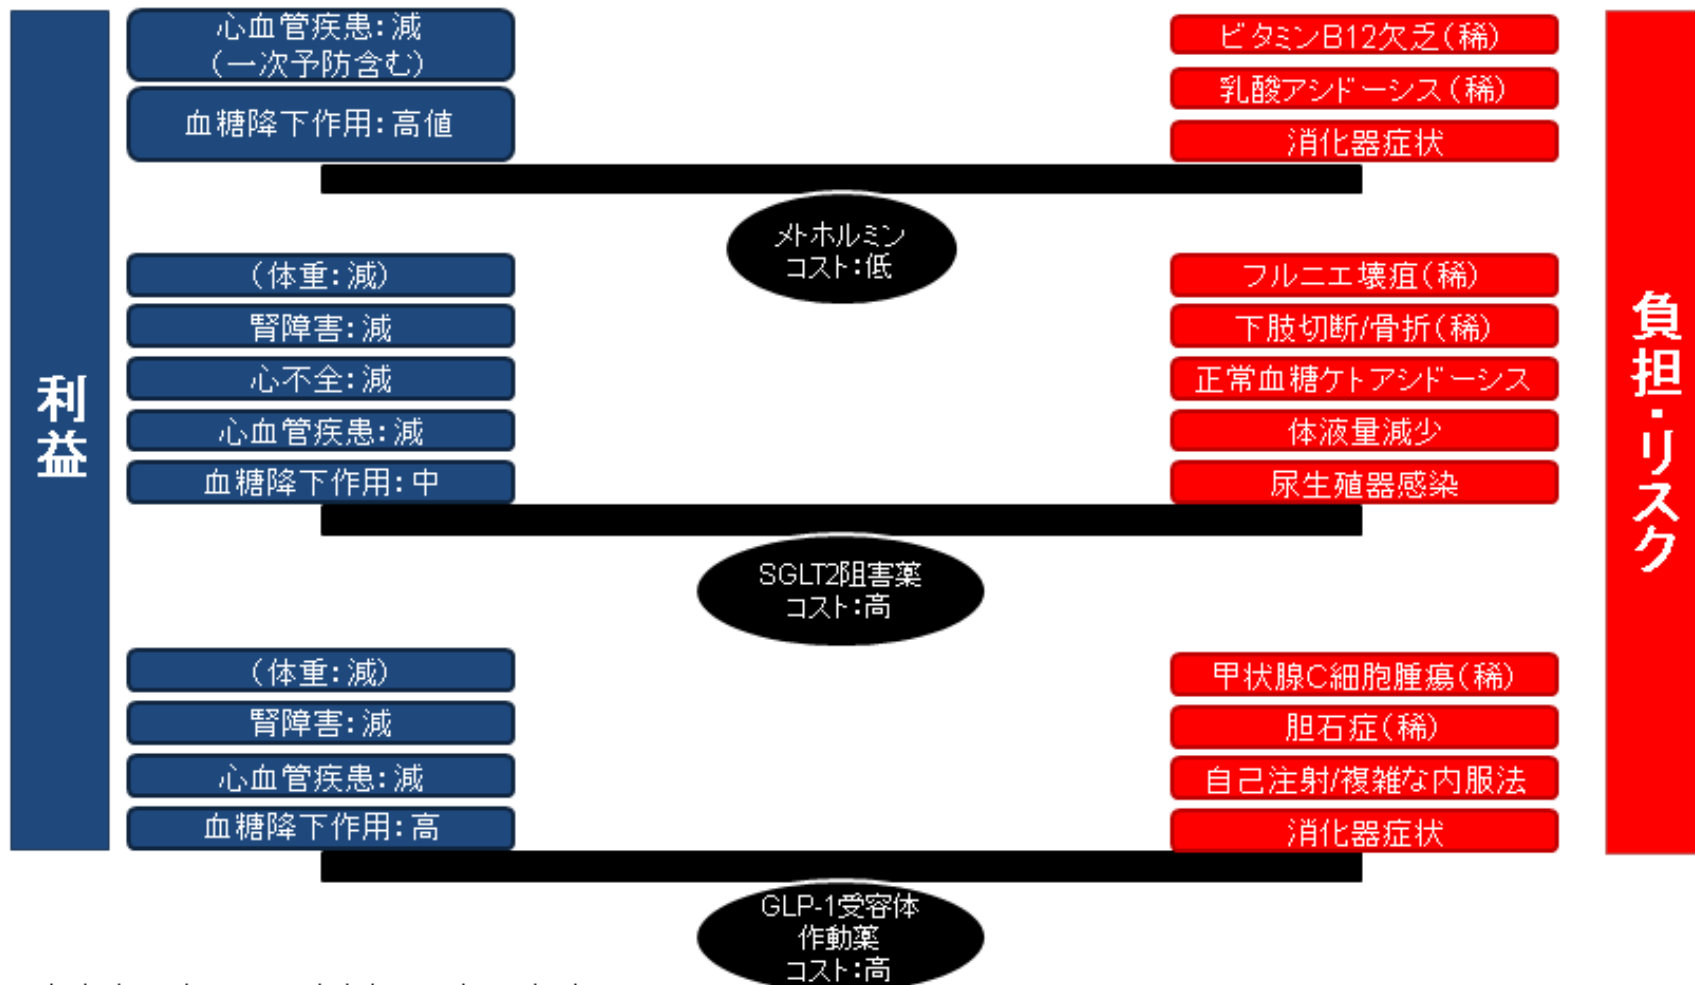 利益
心血管疾患:減
(一次予防含む)
血糖降下作用:高値
ビタミンB12欠乏(稀)
乳酸アシドーシス(稀)
消化器症状
メトホルミン
コスト:低
(体重:減)
腎障害:減
心不全:減
心血管疾患:減
血糖降下作用:中
フルニエ壊疽(稀)
下肢切断/骨折(稀)
正常血糖ケトアシドーシス
体液量減少
尿生殖器感染
SGLT2阻害薬
コスト:高
(体重:減)
腎障害:減
心血管疾患:減
血糖降下作用:高
甲状腺C細胞腫瘍(稀)
胆石症(稀)
自己注射/複雑な内服法
消化器症状
GLP-1受容体
作動薬
コスト:高
負担・リスク